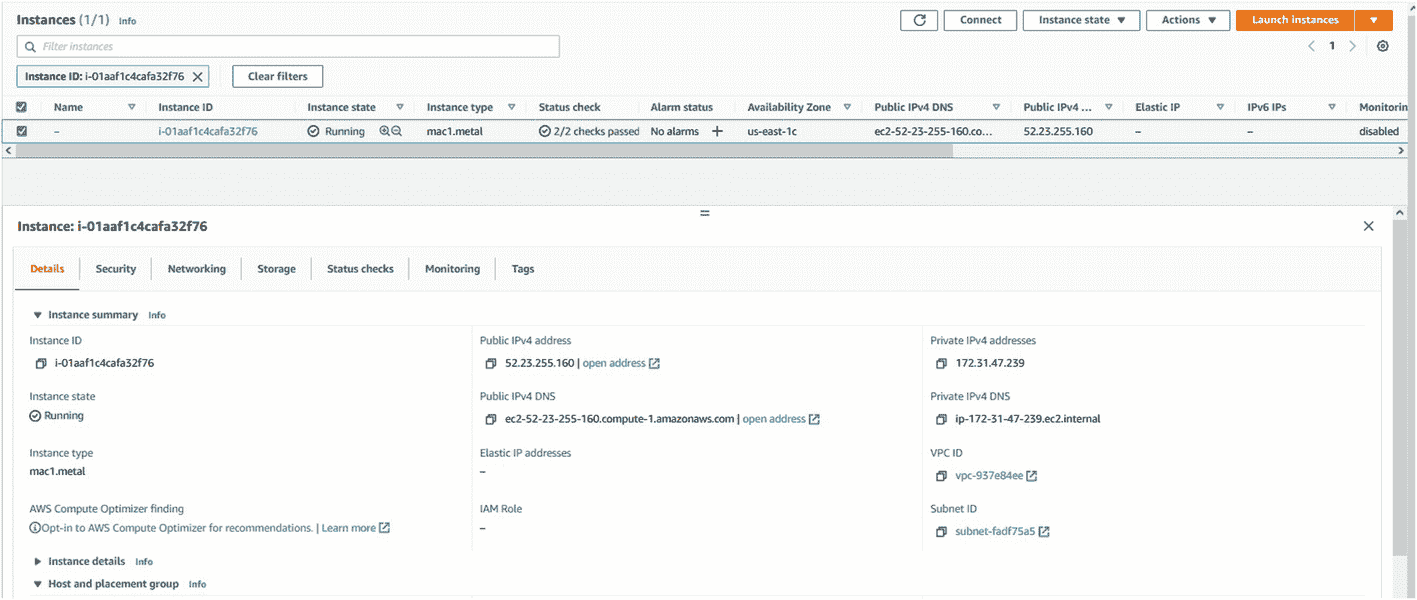 Instances (1/1) Info
Connect Instance state Actions Launch instances
Filter instances
1
Instance ID: i-01aaf1c4cafa32f76 Clear filters
Name Instance ID Instance state Instance type Status check Alarm status Availability Zone Public IPv4 DNS Public IPv4 ... Elastic IP IPv6 IPs Monitorin
– i-01aaf1c4cafa32f76 Running mac1.metal 2/2 checks passed No alarms + us-east-1c ec2-52-23-255-160.co... 52.23.255.160 – – disabled
Instance: i-01aaf1c4cafa32f76
Details Security Networking Storage Status checks Monitoring Tags
Instance summary Info
Instance ID Public IPv4 address Private IPv4 addresses
i-01aaf1c4cafa32f76 52.23.255.160 | open address 172.31.47.239
Instance state Public IPv4 DNS Private IPv4 DNS
Running ec2-52-23-255-160.compute-1.amazonaws.com | open address ip-172-31-47-239.ec2.internal
Instance type Elastic IP addresses VPC ID
mac1.metal – vpc-937e84ee
AWS Compute Optimizer finding IAM Role Subnet ID
Opt-in to AWS Compute Optimizer for recommendations. | Learn more – subnet-fadf75a5
Instance details Info
Host and placement group Info